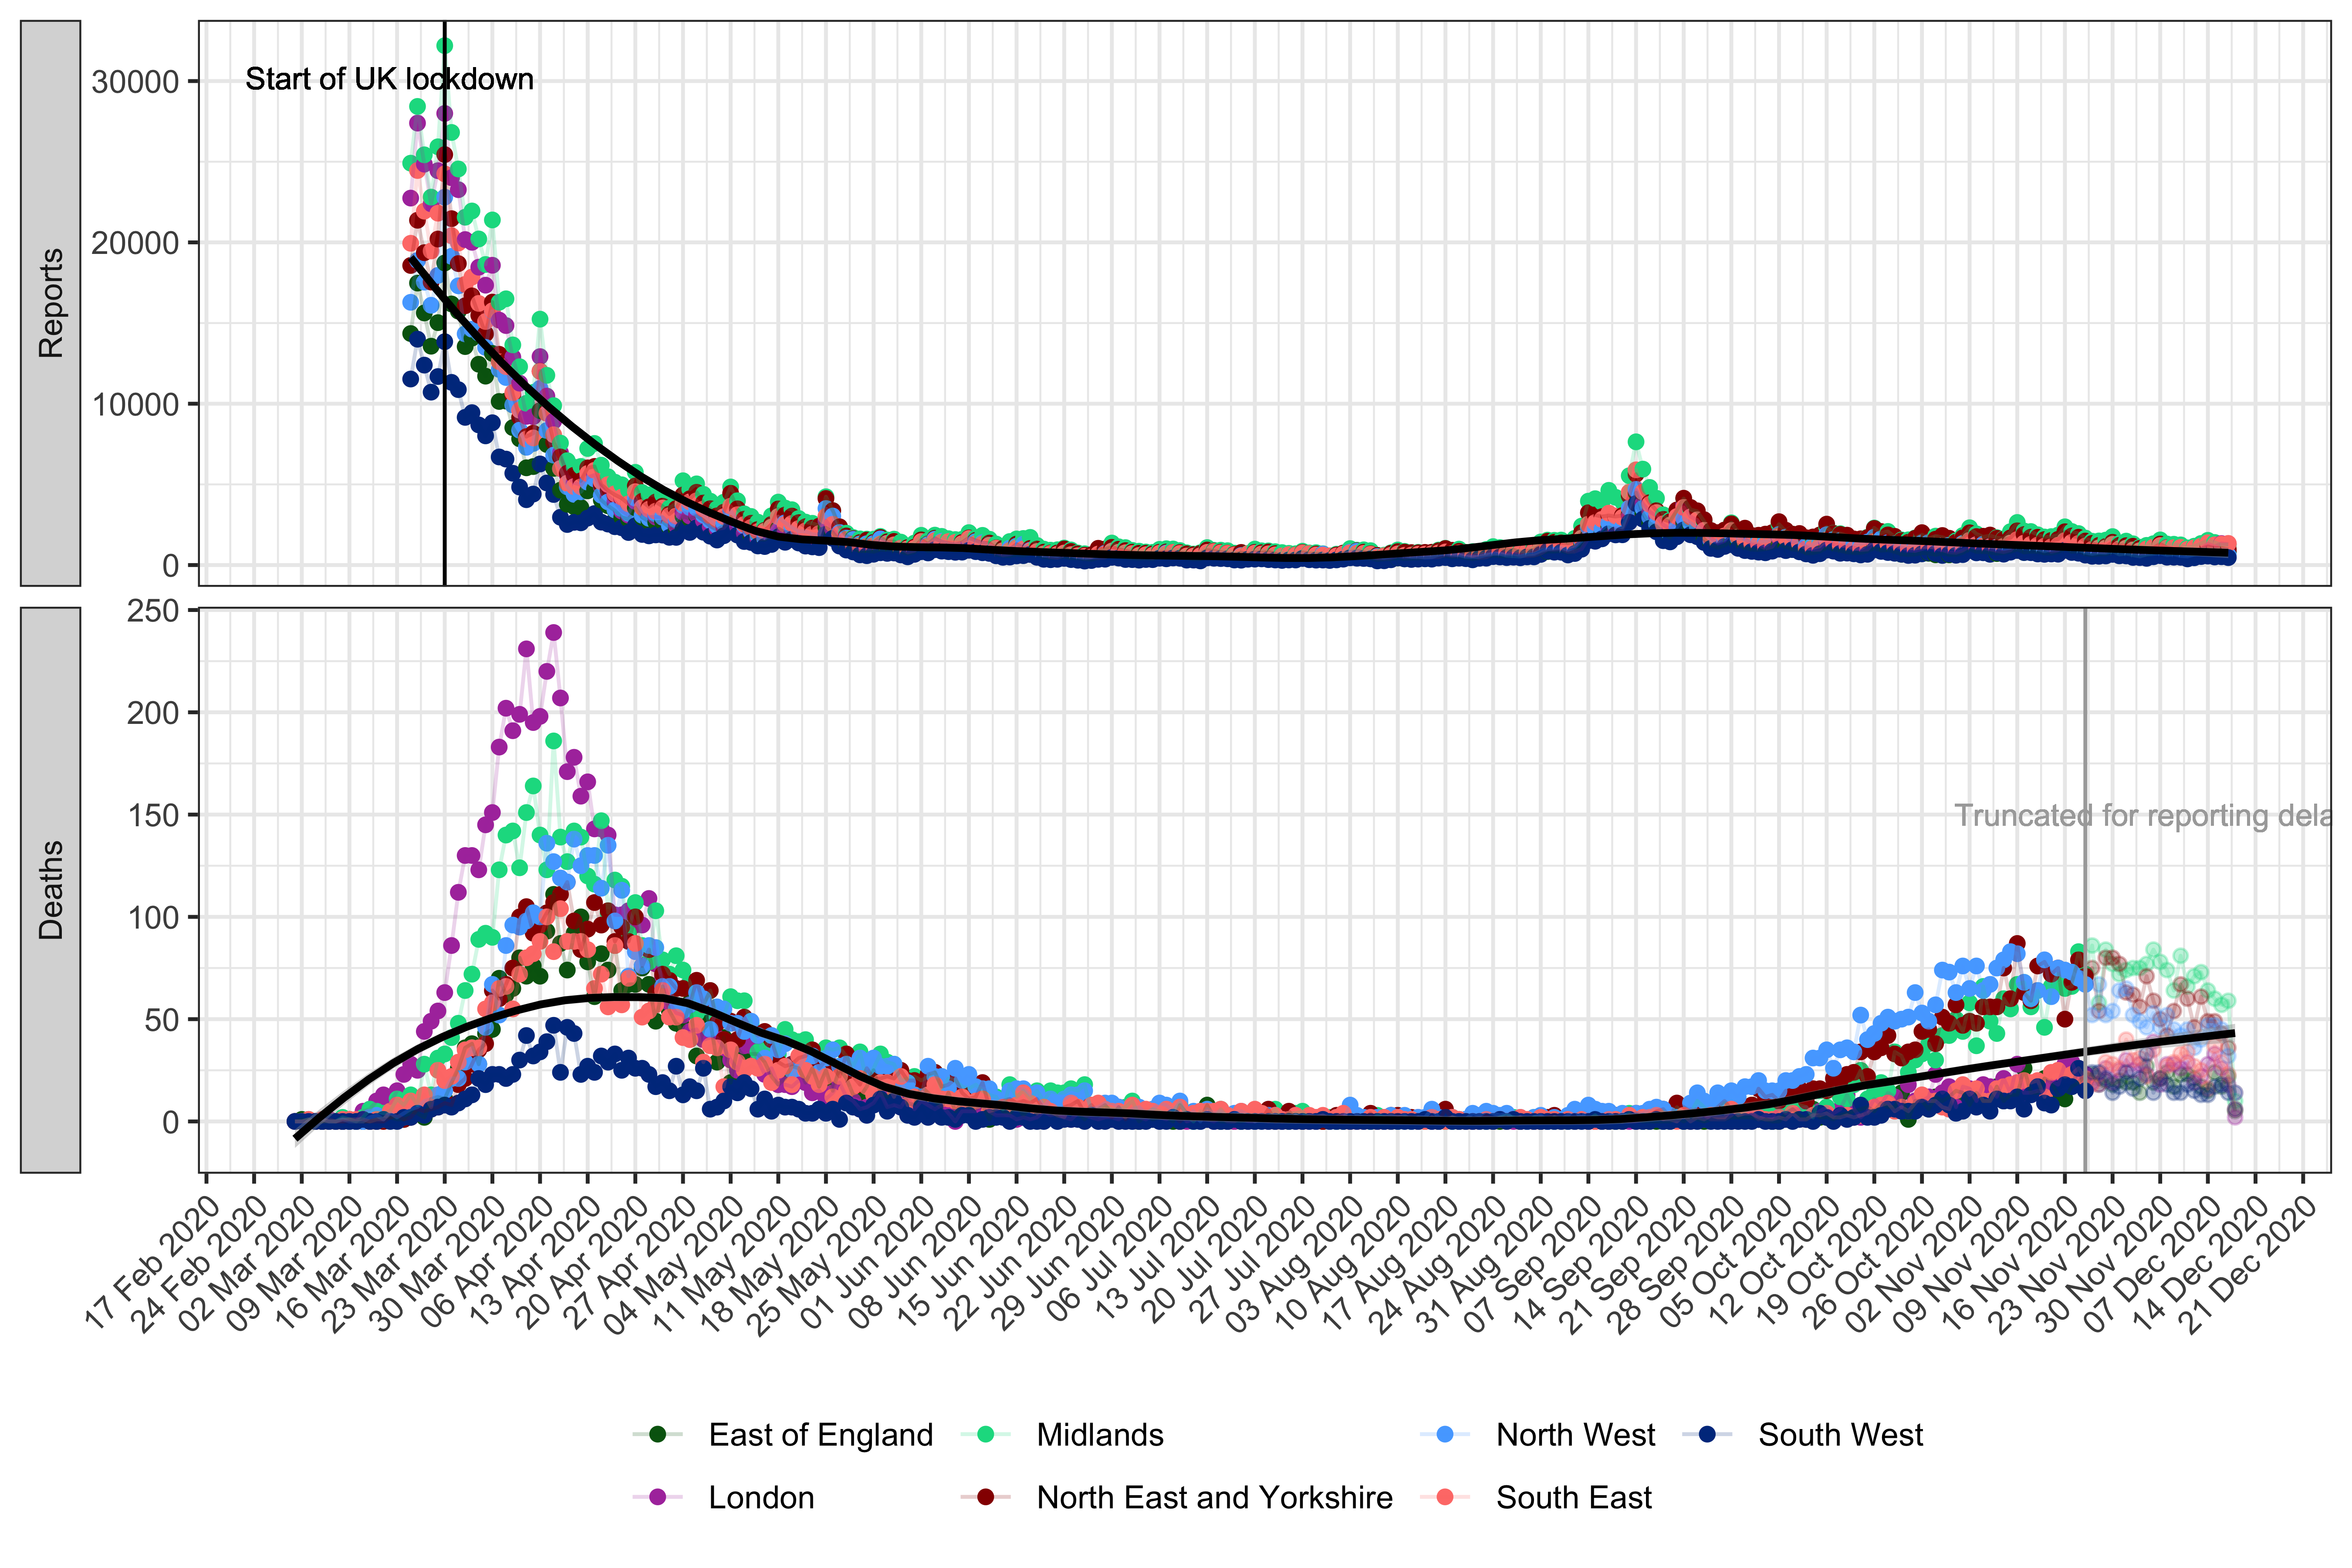 Reports
30000
20000
10000
0
Start of UK lockdown
Deaths
250
200
150
100
50
0
Truncated for reporting dela
17 Feb 2020
24 Feb 2020
02 Mar 2020
09 Mar 2020
16 Mar 2020
23 Mar 2020
30 Mar 2020
06 Apr 2020
13 Apr 2020
20 Apr 2020
27 Apr 2020
04 May 2020
11 May 2020
18 May 2020
25 May 2020
01 Jun 2020
08 Jun 2020
15 Jun 2020
22 Jun 2020
29 Jun 2020
06 Jul 2020
13 Jul 2020
20 Jul 2020
27 Jul 2020
03 Aug 2020
10 Aug 2020
17 Aug 2020
24 Aug 2020
31 Aug 2020
07 Sep 2020
14 Sep 2020
21 Sep 2020
28 Sep 2020
05 Oct 2020
12 Oct 2020
19 Oct 2020
26 Oct 2020
02 Nov 2020
09 Nov 2020
16 Nov 2020
23 Nov 2020
30 Nov 2020
07 Dec 2020
14 Dec 2020
21 Dec 2020
East of England
Midlands
North West
South West
London
North East and Yorkshire
South East